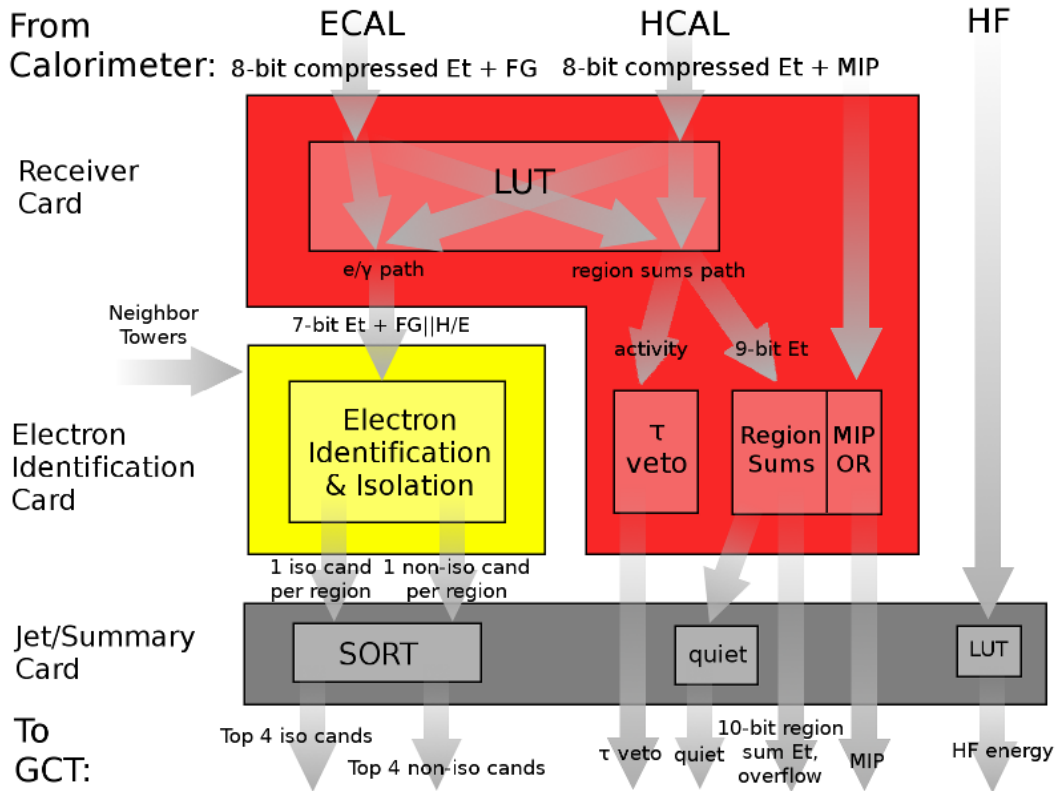 From
Calorimeter:
ECAL
HCAL
HF
8-bit compressed Et + FG
8-bit compressed Et + MIP
Receiver
Card
LUT
e/γ path
region sums path
Neighbor
Towers
7-bit Et + FG||H/E
activity
9-bit Et
Electron
Identification
Card
Electron
Identification
& Isolation
τ
veto
Region
Sums
MIP
OR
1 iso cand
per region
1 non-iso cand
per region
Jet/Summary
Card
SORT
quiet
LUT
To
GCT:
Top 4 iso cands
Top 4 non-iso cands
τ veto
quiet
10-bit region
sum Et,
overflow
MIP
HF energy